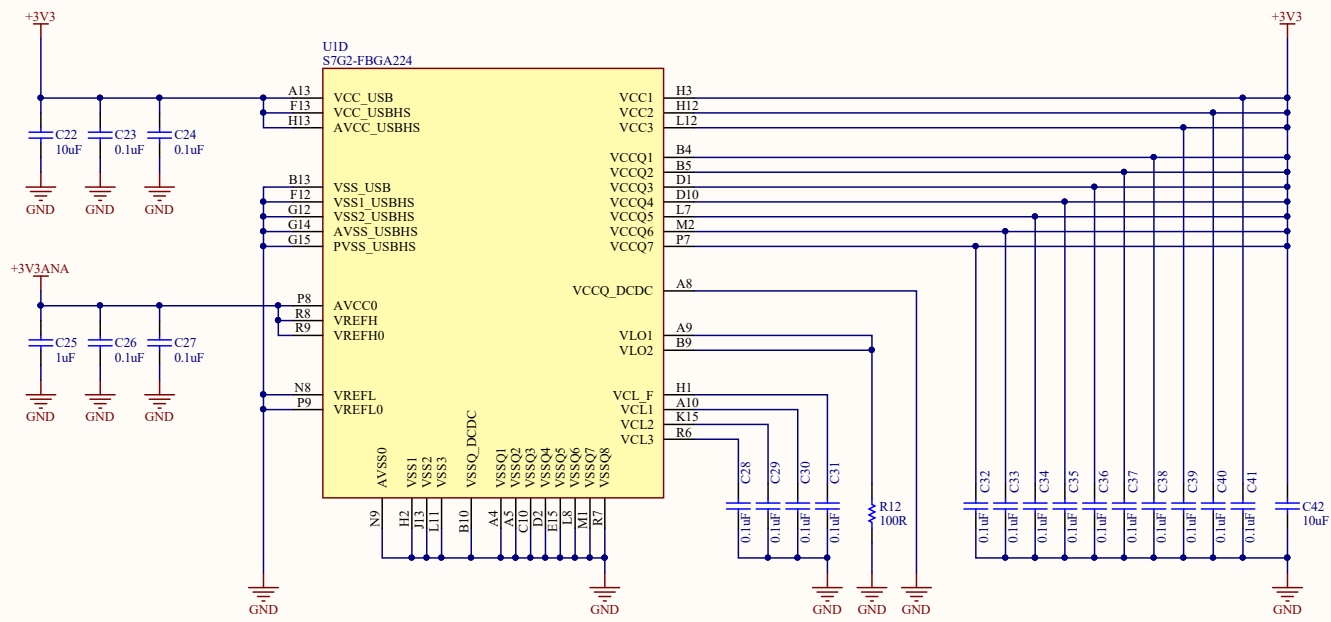 +3V3
+3V3
U1D
S7G2-FBGA224
A13 VCC_USB
F13 VCC_USBHS
H13 AVCC_USBHS
VCC1 H3
VCC2 H12
VCC3 L12
C22 10uF
C23 0.1uF
C24 0.1uF
GND
GND
GND
VCCQ1 B4
VCCQ2 B5
VCCQ3 D1
VCCQ4 D10
VCCQ5 L7
VCCQ6 M2
VCCQ7 P7
B13 VSS_USB
F12 VSS1_USBHS
G12 VSS2_USBHS
G14 AVSS_USBHS
G15 PVSS_USBHS
+3V3ANA
P8 AVCC0
R8 VREFH
R9 VREFH0
VCCQ_DCDC A8
VLO1 A9
VLO2 B9
C25 1uF
C26 0.1uF
C27 0.1uF
GND
GND
GND
N8 VREFL
P9 VREFL0
VCL_F H1
VCL1 A10
VCL2 K15
VCL3 R6
AVSS0 N9
VSS1 H2
VSS2 J13
VSS3 L11
VSSQ_DCDC B10
VSSQ1 A4
VSSQ2 A5
VSSQ3 C10
VSSQ4 D2
VSSQ5 E15
VSSQ6 L8
VSSQ7 M1
VSSQ8 R7
C28 0.1uF
C29 0.1uF
C30 0.1uF
C31 0.1uF
R12 100R
C32 0.1uF
C33 0.1uF
C34 0.1uF
C35 0.1uF
C36 0.1uF
C37 0.1uF
C38 0.1uF
C39 0.1uF
C40 0.1uF
C41 0.1uF
C42 10uF
GND
GND
GND
GND
GND
GND